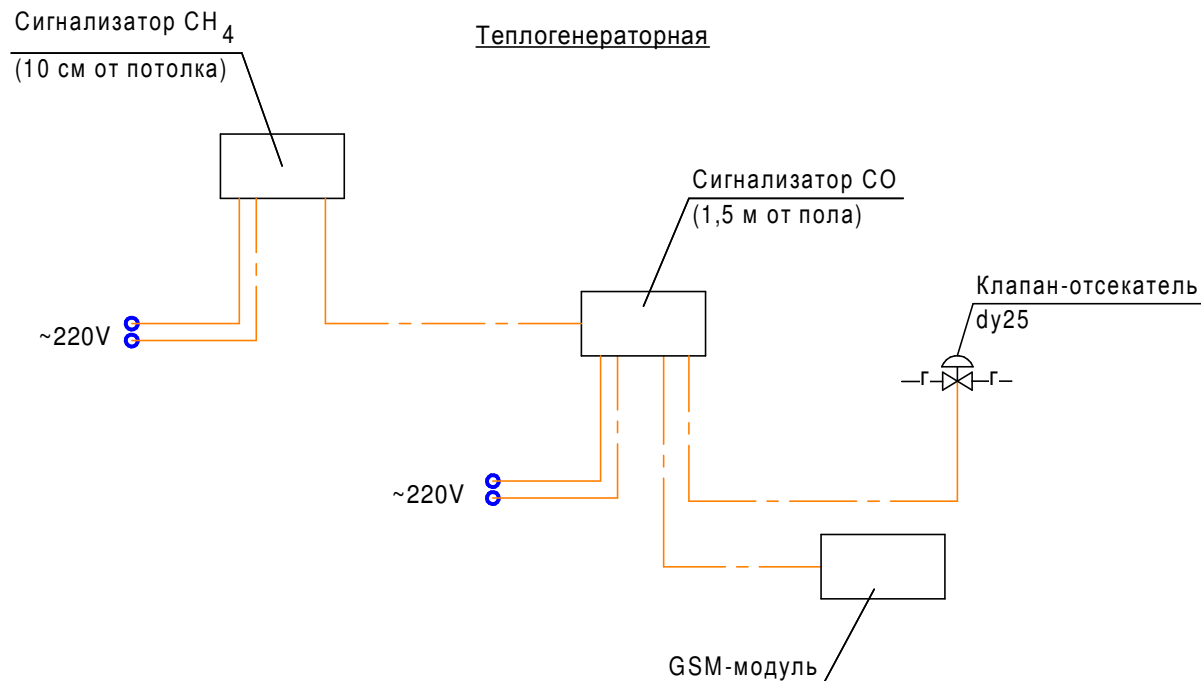 Сигнализатор CH4
(10 см от потолка)
Теплогенераторная
Сигнализатор CO
(1,5 м от пола)
Клапан-отсекатель
dy25
~220V
Г Г
~220V
GSM-модуль